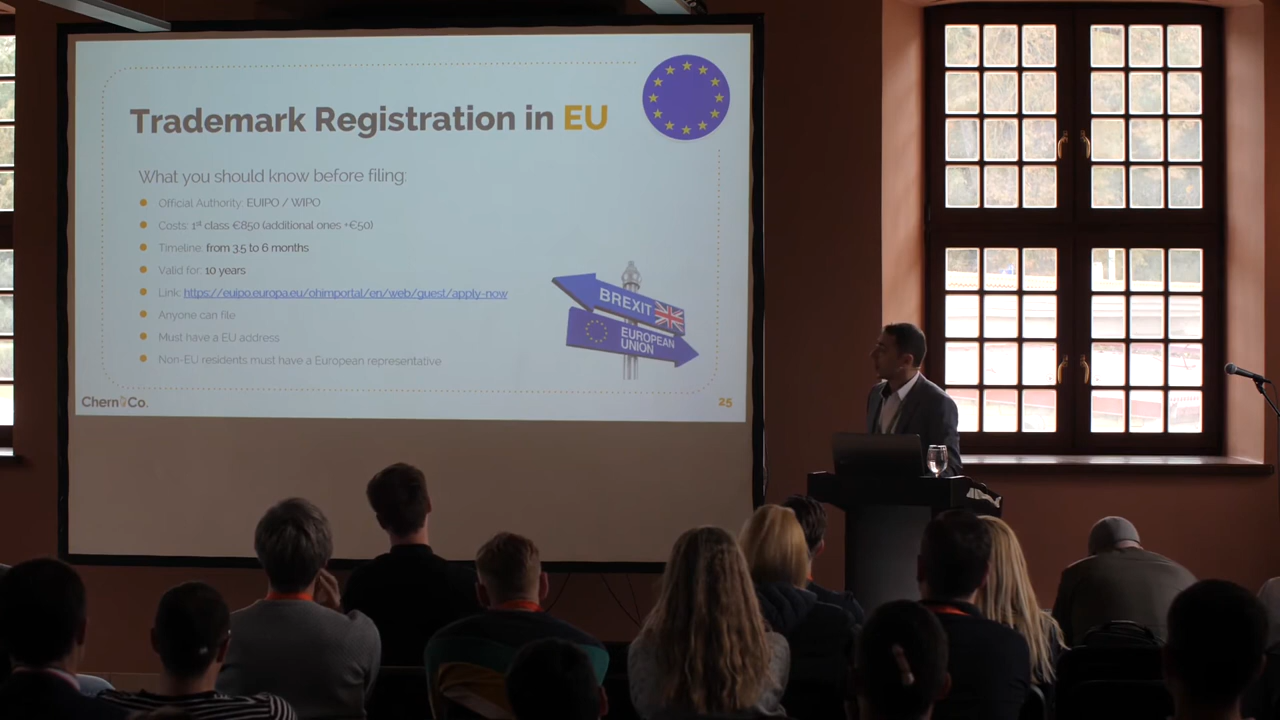 Trademark Registration in EU
What you should know before filing:
Official Authority: EUIPO / WIPO
Costs: 1st class €850 (additional ones +€50)
Timeline: from 3.5 to 6 months
Valid for: 10 years
Link: https://euipo.europa.eu/ohimportal/en/web/guest/apply-now
Anyone can file
Must have a EU address
Non-EU residents must have a European representative
BREXIT
EUROPEAN
UNION
Chern Co.
25